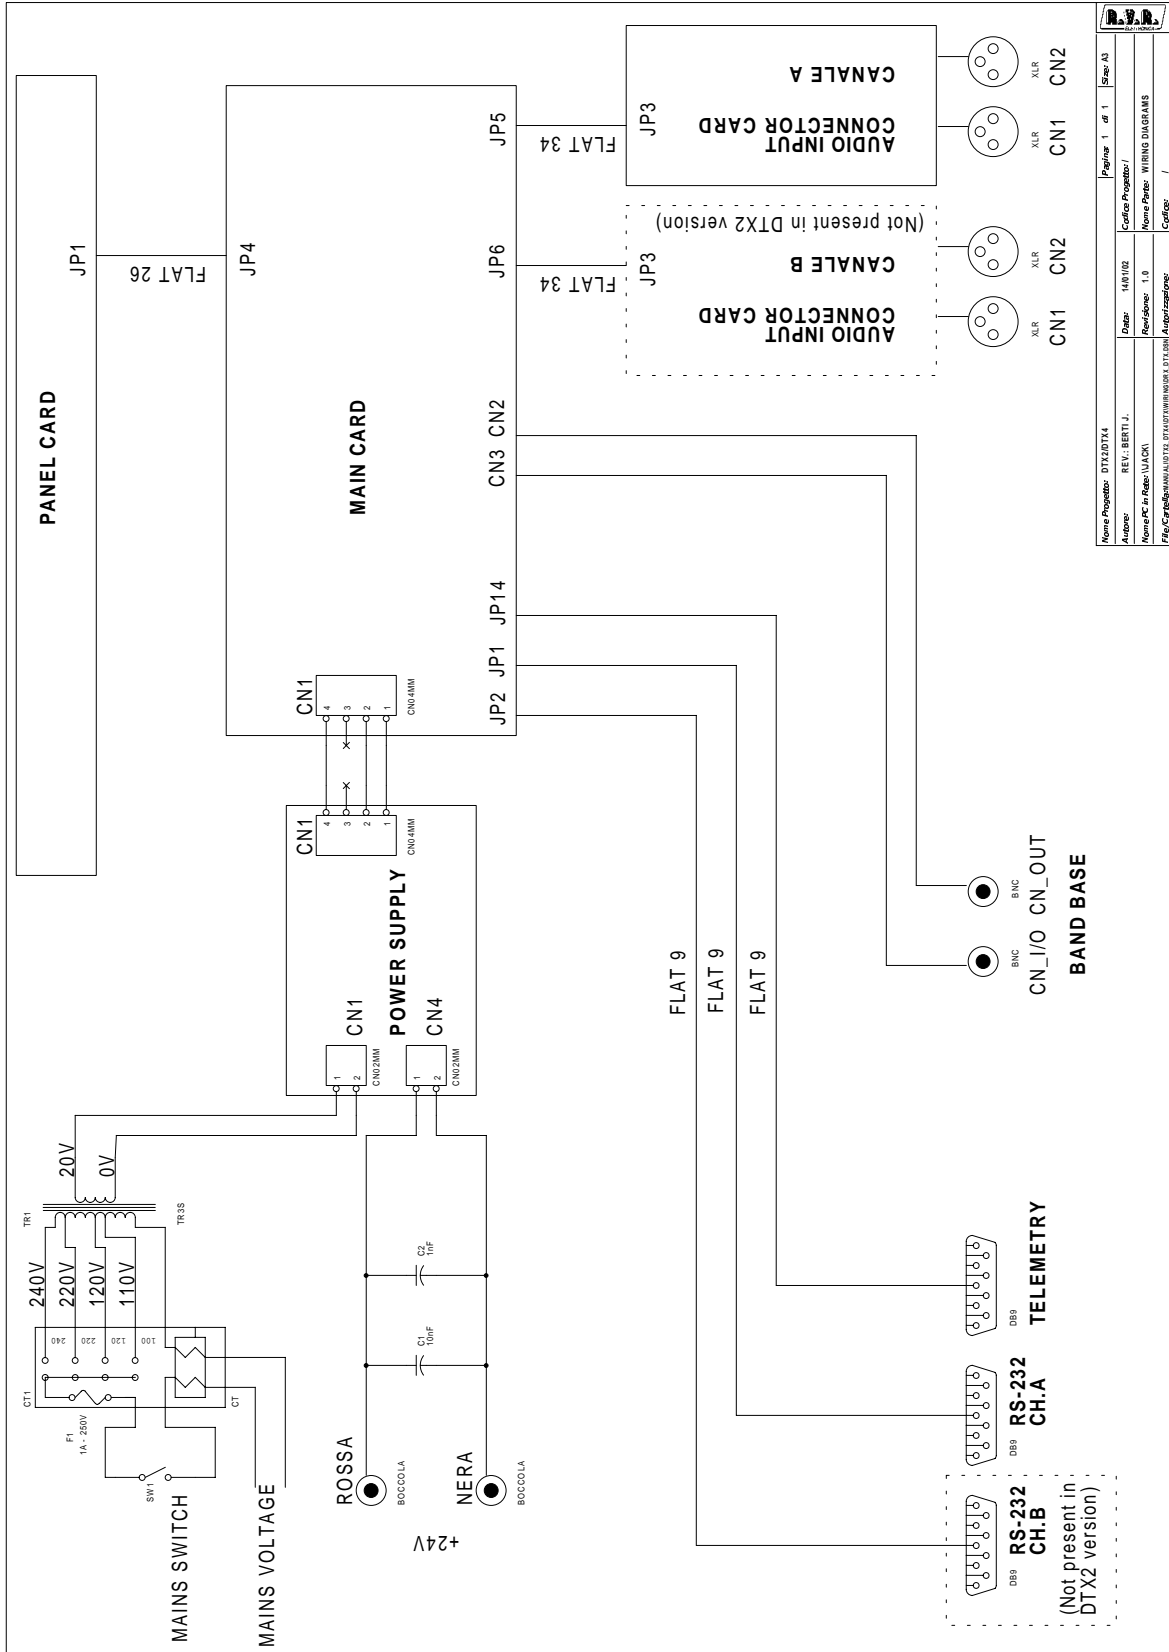 PANEL CARD
JP1
FLAT 26
JP4
MAIN CARD
JP5
FLAT 34
JP3
AUDIO INPUT
CONNECTOR CARD
CANALE A
XLR
CN2
XLR
CN1
JP6
FLAT 34
JP3
AUDIO INPUT
CONNECTOR CARD
CANALE B
(Not present in DTX2 version)
XLR
CN2
XLR
CN1
CN3 CN2
JP14
JP1
JP2
CN1
4
3
2
1
CN04MM
CN1
4
3
2
1
CN04MM
POWER SUPPLY
CN1
1
2
CN02MM
CN4
1
2
CN02MM
20V
0V
TR1
TR3S
240V
220V
120V
110V
240
220
120
100
CT1
CT
F1
1A - 250V
SW1
MAINS SWITCH
MAINS VOLTAGE
C2
1nF
C1
10nF
ROSSA
BOCCOLA
NERA
BOCCOLA
+24V
FLAT 9
FLAT 9
FLAT 9
BNC
BNC
CN_I/O CN_OUT
BAND BASE
DB9
TELEMETRY
DB9
RS-232
CH.A
DB9
RS-232
CH.B
(Not present in
DTX2 version)
R.V.R.
ELETTRONICA
Nome Progetto: DTX2/DTX4
Pagina: 1 di 1
Size: A3
Autore: REV.: BERTI J.
Data: 14/01/02
Codice Progetto: /
Nome PC in Rete: \\JACK\
Revisione: 1.0
Nome Parte: WIRING DIAGRAMS
File/Cartella:
Autorizzazione:
Codice: /